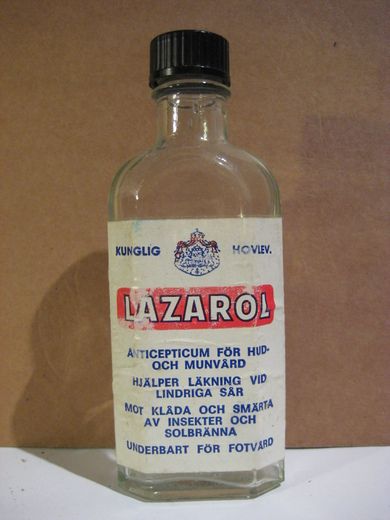 KUNGLIG HOVLEV.
LAZAROL
ANTICEPTICUM FÖR HUD-
OCH MUNVÅRD
HJÄLPER LÄKNING VID
LINDRIGA SÅR
MOT KLÅDA OCH SMÄRTA
AV INSEKTER OCH
SOLBRÄNNA
UNDERBART FÖR FOTVÅRD